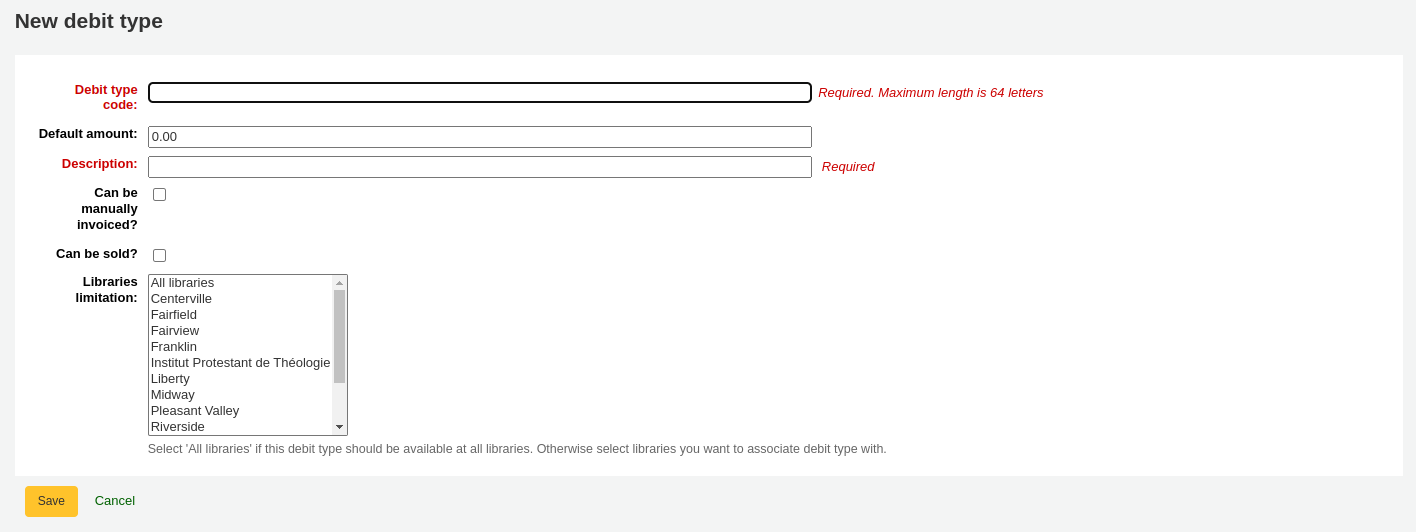 New debit type
Debit type
code:
Required. Maximum length is 64 letters
Default amount:
0.00
Description:
Required
Can be
manually
invoiced?
Can be sold?
Libraries
limitation:
All libraries
Centerville
Fairfield
Fairview
Franklin
Institut Protestant de Théologie
Liberty
Midway
Pleasant Valley
Riverside
Select 'All libraries' if this debit type should be available at all libraries. Otherwise select libraries you want to associate debit type with.
Save
Cancel